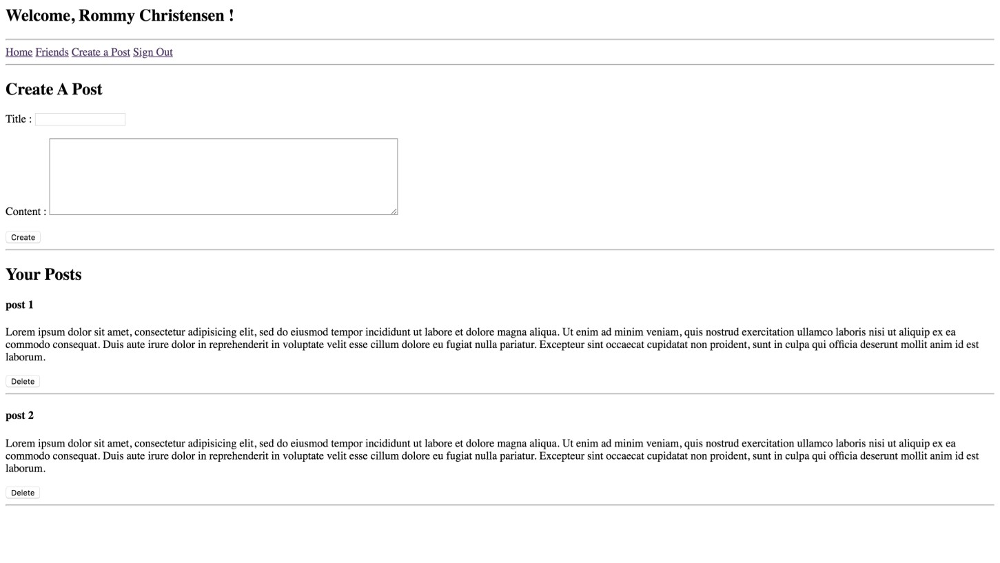 Welcome, Rommy Christensen !
Home Friends Create a Post Sign Out
Create A Post
Title :
Content :
Create
Your Posts
post 1
Lorem ipsum dolor sit amet, consectetur adipisicing elit, sed do eiusmod tempor incididunt ut labore et dolore magna aliqua. Ut enim ad minim veniam, quis nostrud exercitation ullamco laboris nisi ut aliquip ex ea
commodo consequat. Duis aute irure dolor in reprehenderit in voluptate velit esse cillum dolore eu fugiat nulla pariatur. Excepteur sint occaecat cupidatat non proident, sunt in culpa qui officia deserunt mollit anim id est
laborum.
Delete
post 2
Lorem ipsum dolor sit amet, consectetur adipisicing elit, sed do eiusmod tempor incididunt ut labore et dolore magna aliqua. Ut enim ad minim veniam, quis nostrud exercitation ullamco laboris nisi ut aliquip ex ea
commodo consequat. Duis aute irure dolor in reprehenderit in voluptate velit esse cillum dolore eu fugiat nulla pariatur. Excepteur sint occaecat cupidatat non proident, sunt in culpa qui officia deserunt mollit anim id est
laborum.
Delete